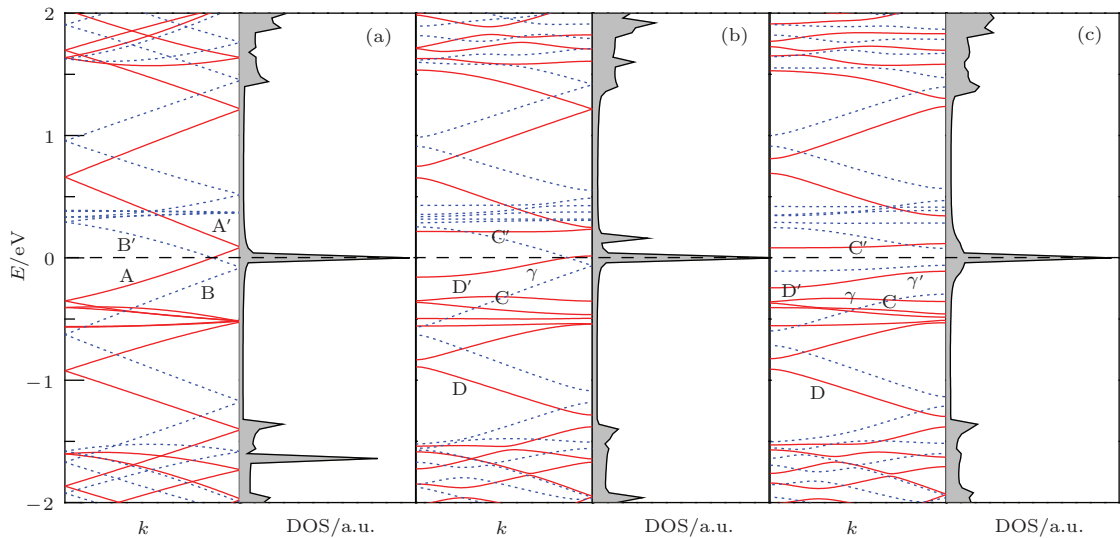 2
1
0
−1
−2
E/eV
(a)
A′
B′
A
B
(b)
C′
γ
D′
C
D
(c)
C′
γ′
D′
γ
C
D
k
DOS/a.u.
k
DOS/a.u.
k
DOS/a.u.